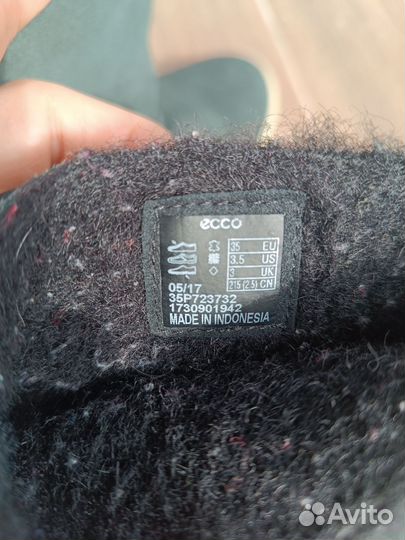 ecco
35 EU
3.5 US
3 UK
215 (2.5) CN
05/17
35P723732
1730901942
MADE IN INDONESIA
Avito